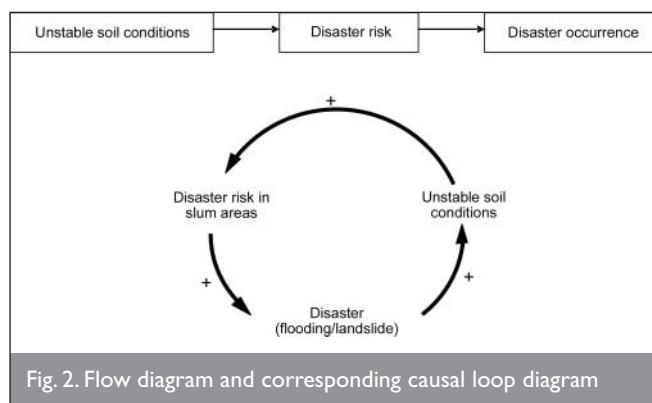 Unstable soil conditions
Disaster risk
Disaster occurrence
+
Disaster risk in
slum areas
Unstable soil
conditions
+
+
Disaster
(flooding/landslide)
Fig. 2. Flow diagram and corresponding causal loop diagram